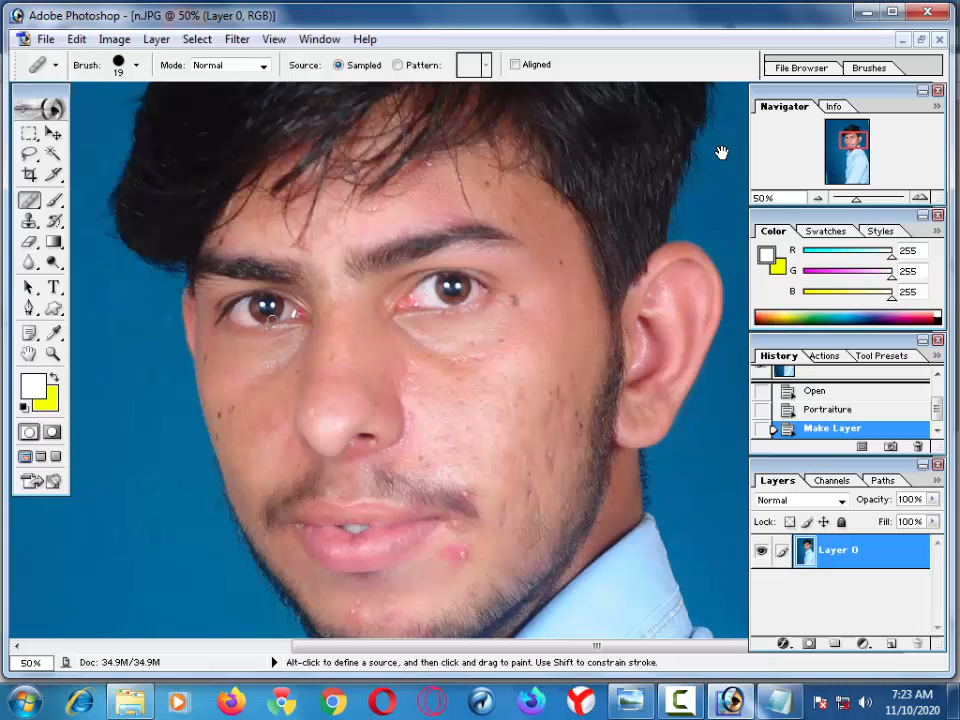 Adobe Photoshop - [n.JPG @ 50% (Layer 0, RGB)]
File Edit Image Layer Select Filter View Window Help
Brush: 19 Mode: Normal Source: Sampled Pattern: Aligned File Browser Brushes
Navigator Info
50%
Color Swatches Styles
R 255
G 255
B 255
History Actions Tool Presets
Open
Portraiture
Make Layer
Layers Channels Paths
Normal Opacity: 100%
Lock: Fill: 100%
Layer 0
50% Doc: 34.9M/34.9M Alt-click to define a source, and then click and drag to paint. Use Shift to constrain stroke.
7:23 AM
11/10/2020